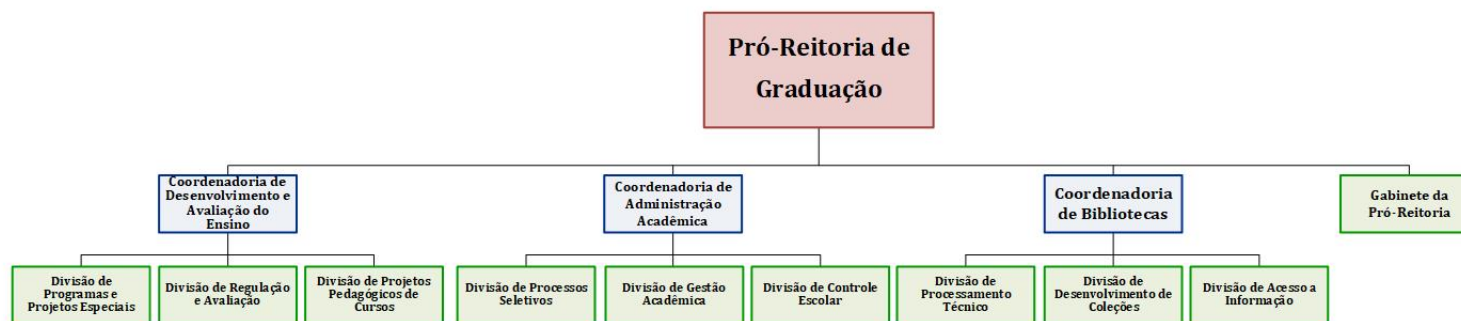 Pró-Reitoria de
Graduação
Coordenadoria de
Desenvolvimento e
Avaliação do
Ensino
Coordenadoria de
Administração
Acadêmica
Coordenadoria
de Bibliotecas
Gabinete da
Pró-Reitoria
Divisão de
Programas e
Projetos Especiais
Divisão de Regulação
e Avaliação
Divisão de Projetos
Pedagógicos de
Cursos
Divisão de Processos
Seletivos
Divisão de Gestão
Acadêmica
Divisão de Controle
Escolar
Divisão de
Processamento
Técnico
Divisão de
Desenvolvimento de
Coleções
Divisão de Acesso a
Informação